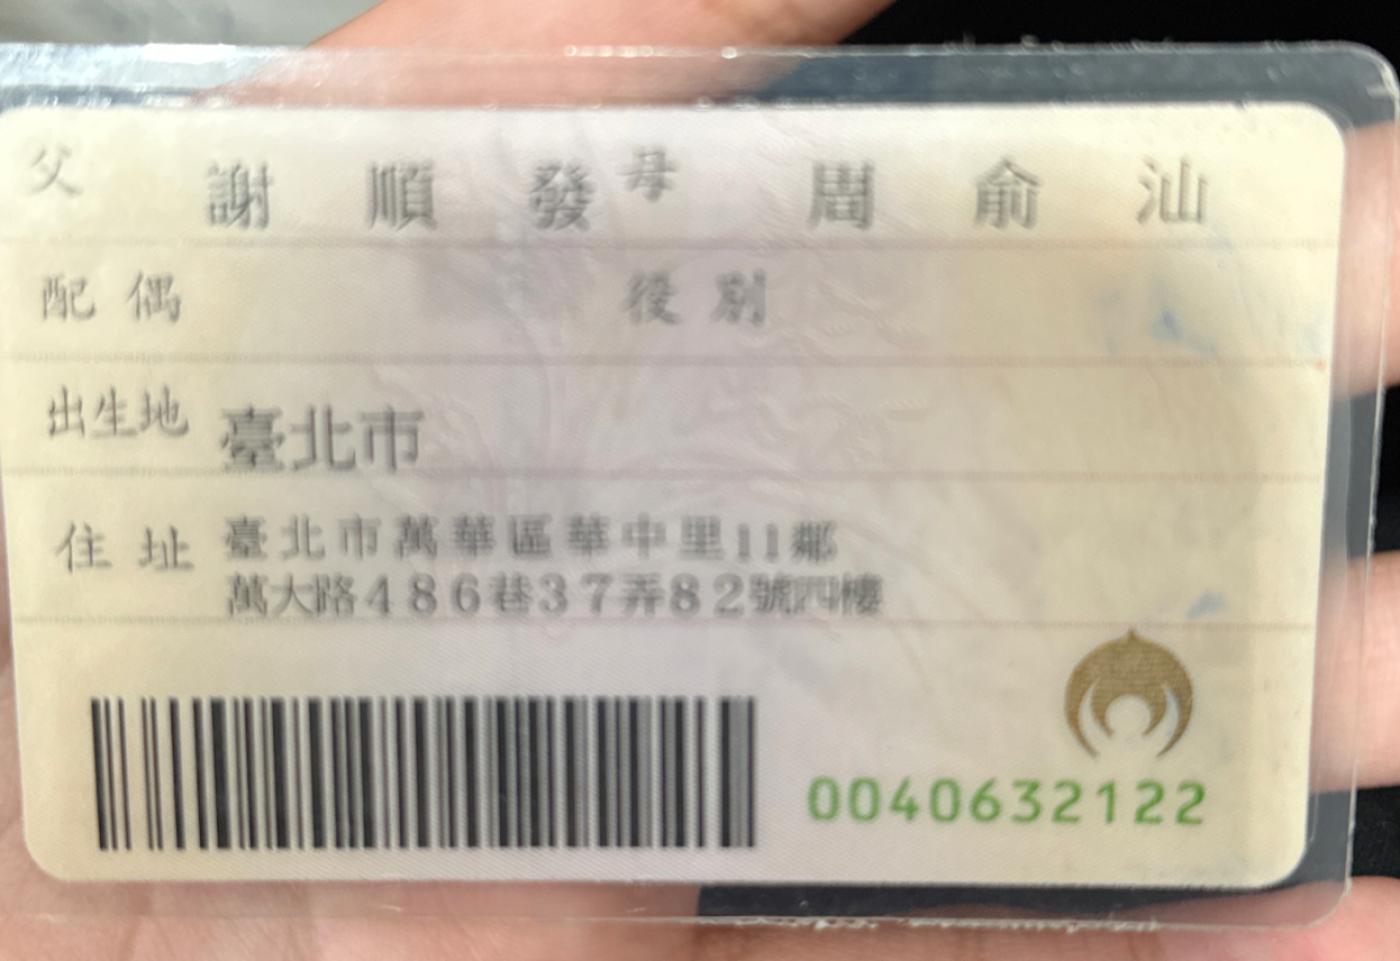 父 謝順發 母 周俞汕
配偶 役別
出生地 臺北市
住址 臺北市萬華區華中里11鄰
萬大路486巷37弄82號四樓
0040632122